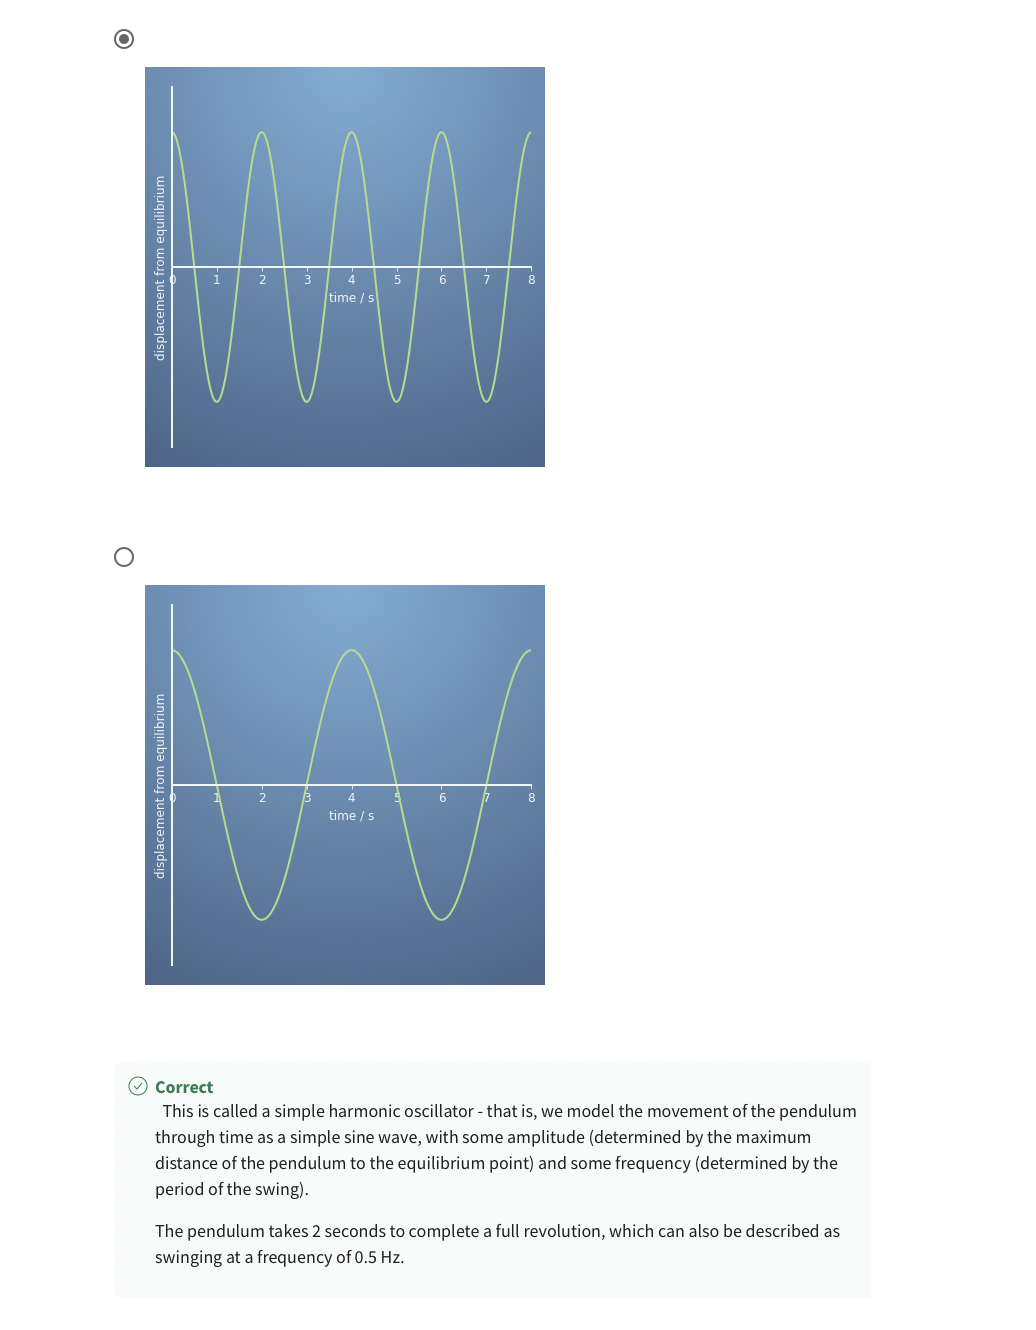 displacement from equilibrium
0 1 2 3 4 5 6 7 8
time / s
displacement from equilibrium
0 1 2 3 4 5 6 7 8
time / s
Correct
This is called a simple harmonic oscillator - that is, we model the movement of the pendulum
through time as a simple sine wave, with some amplitude (determined by the maximum
distance of the pendulum to the equilibrium point) and some frequency (determined by the
period of the swing).
The pendulum takes 2 seconds to complete a full revolution, which can also be described as
swinging at a frequency of 0.5 Hz.